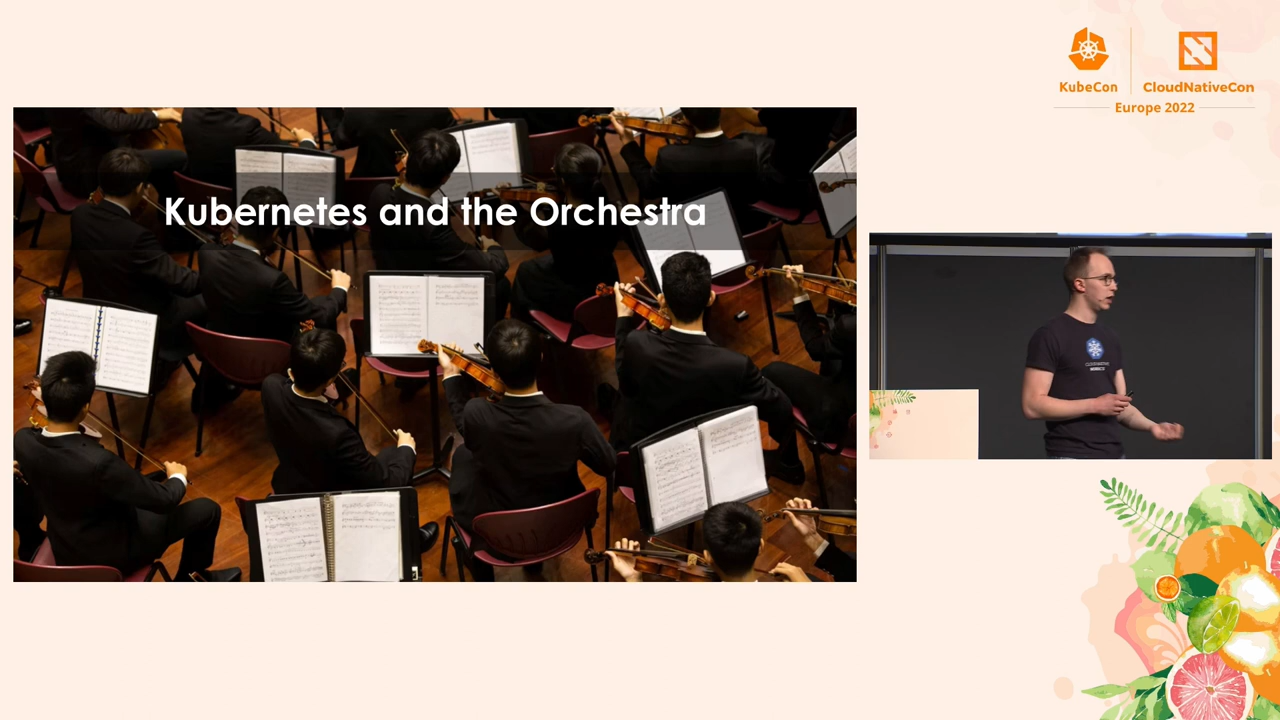 KubeCon
CloudNativeCon
Europe 2022
Kubernetes and the Orchestra